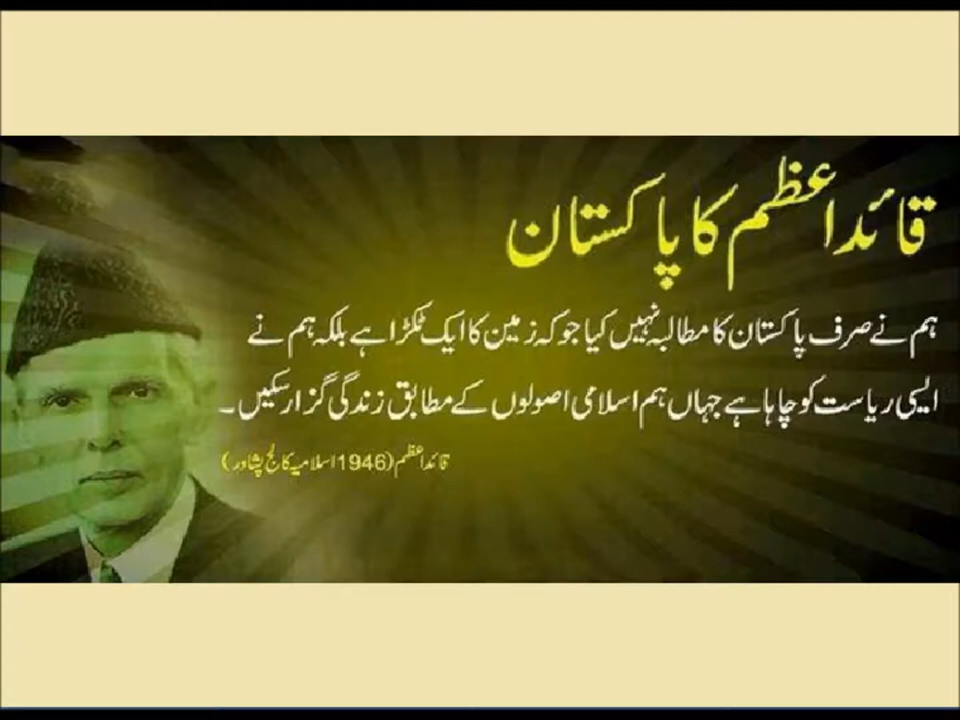 قائداعظم کا پاکستان
ہم نے صرف پاکستان کا مطالبہ نہیں کیا جو کہ زمین کا ایک ٹکڑا ہے بلکہ ہم نے
ایسی ریاست کو چاہا ہے جہاں ہم اسلامی اصولوں کے مطابق زندگی گزار سکیں۔
قائداعظم (1946 اسلامیہ کالج پشاور)